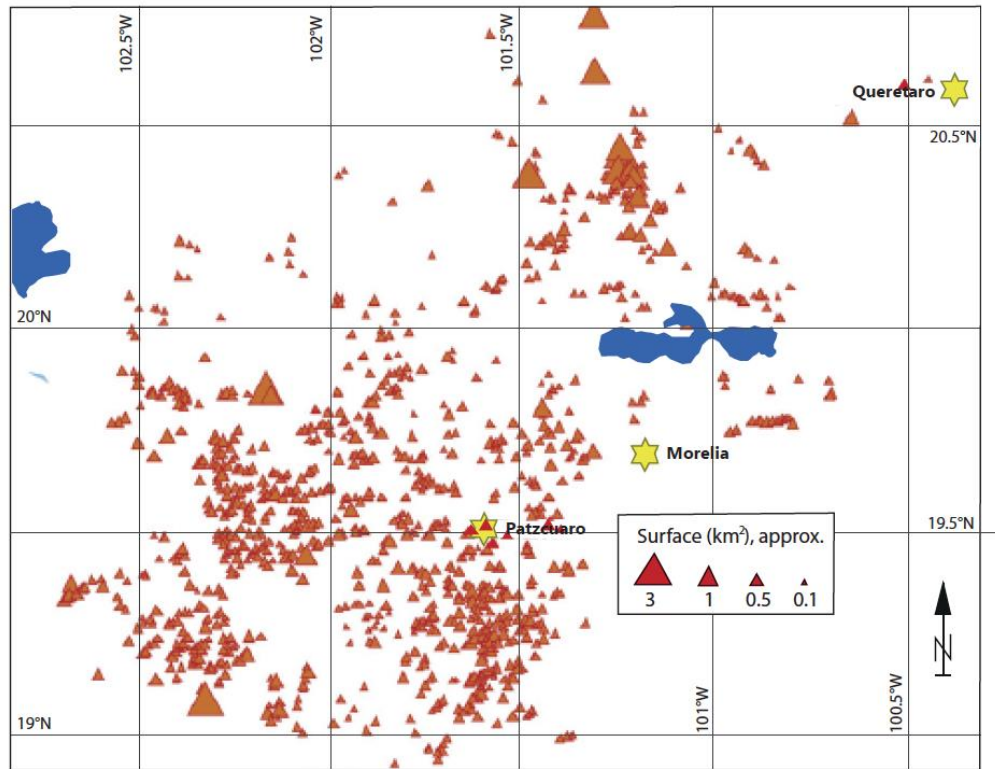 102.5°W
102°W
101.5°W
Queretaro
20.5°N
20°N
Morelia
Patzcuaro
19.5°N
Surface (km²), approx.
3 1 0.5 0.1
N
101°W
100.5°W
19°N